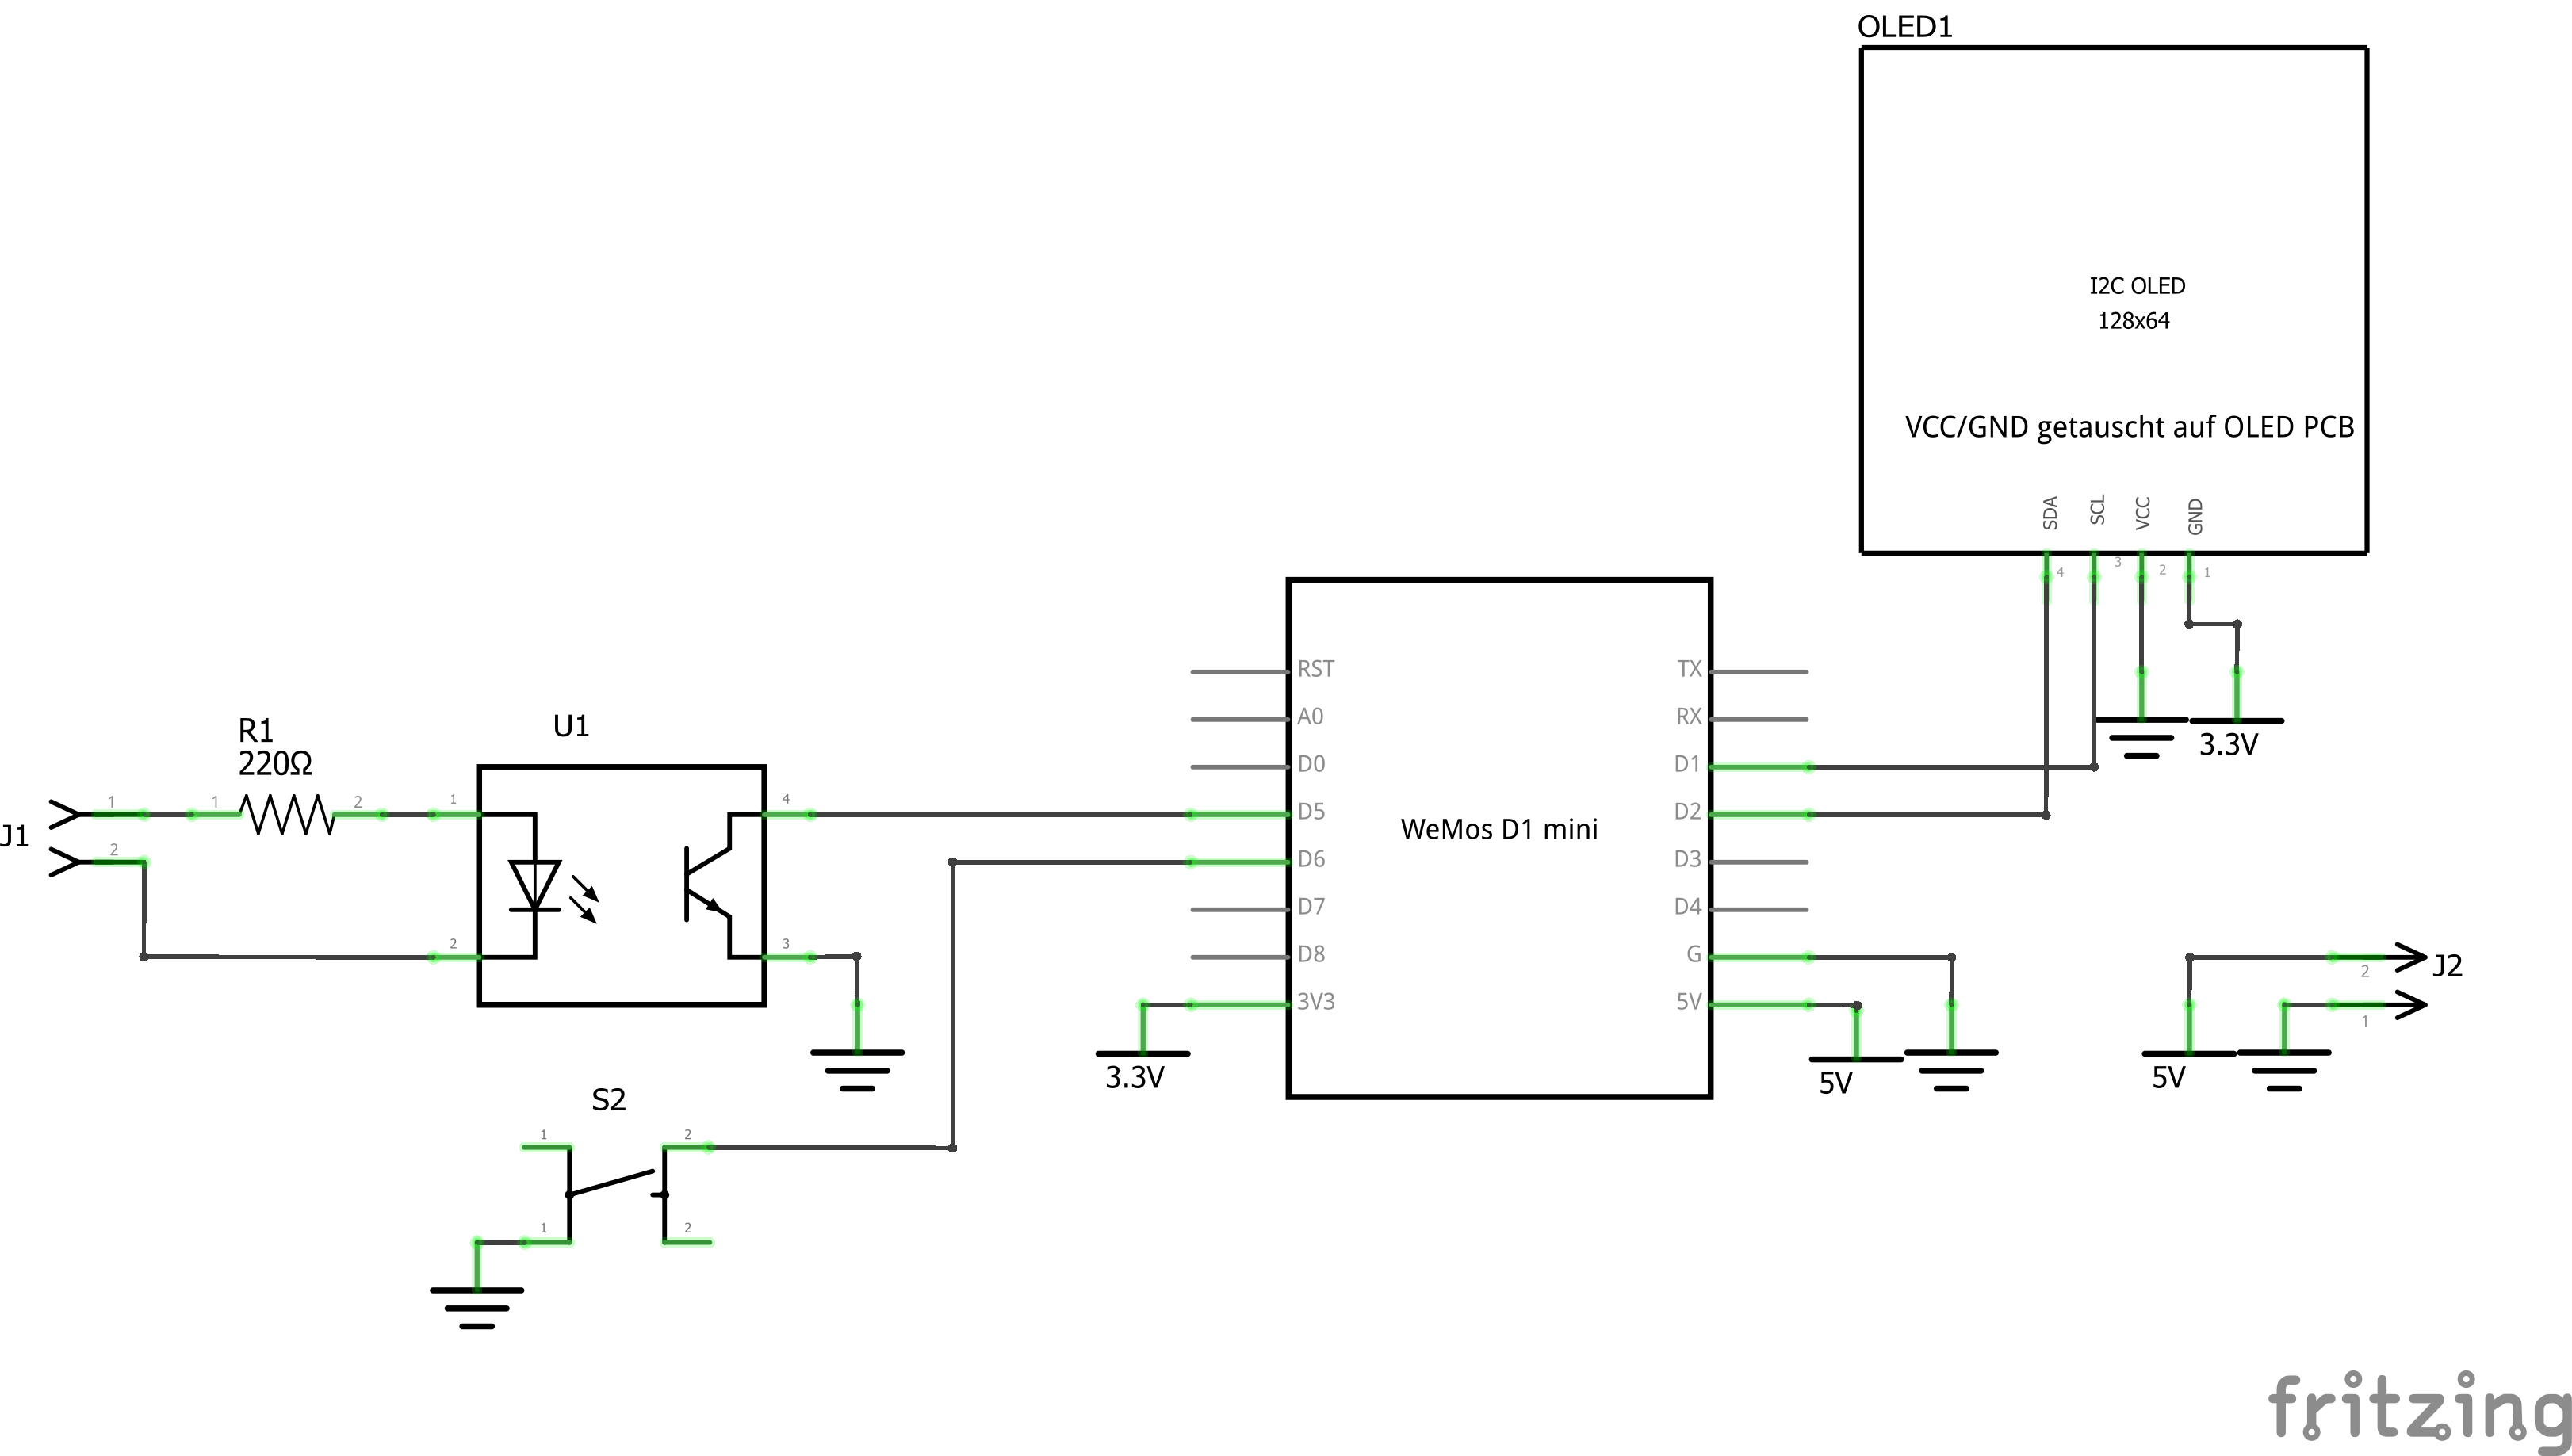 OLED1
I2C OLED
128x64
VCC/GND getauscht auf OLED PCB
SDA
SCL
VCC
GND
4
3
2
1
3.3V
R1
220Ω
U1
J1
1
1
2
1
4
2
2
3
WeMos D1 mini
RST
A0
D0
D5
D6
D7
D8
3V3
TX
RX
D1
D2
D3
D4
G
5V
3.3V
5V
J2
2
1
5V
S2
1
2
1
2
fritzing